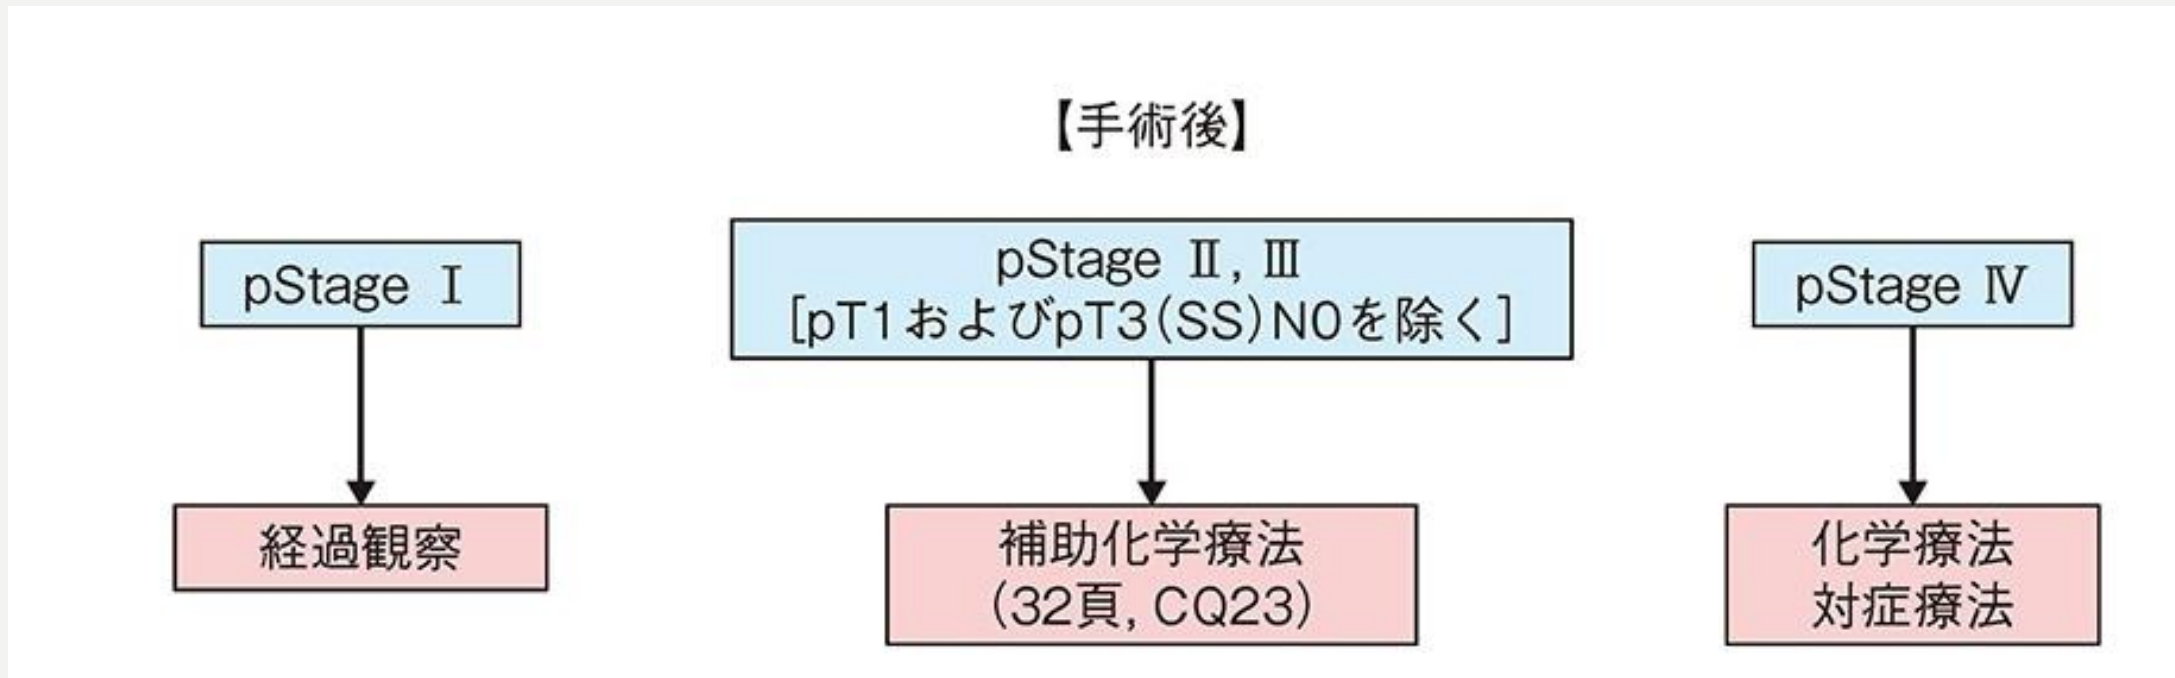 【手術後】
pStage Ⅰ
pStage Ⅱ, Ⅲ
[pT1およびpT3(SS)N0を除く]
pStage Ⅳ
経過観察
補助化学療法
(32頁, CQ23)
化学療法
対症療法